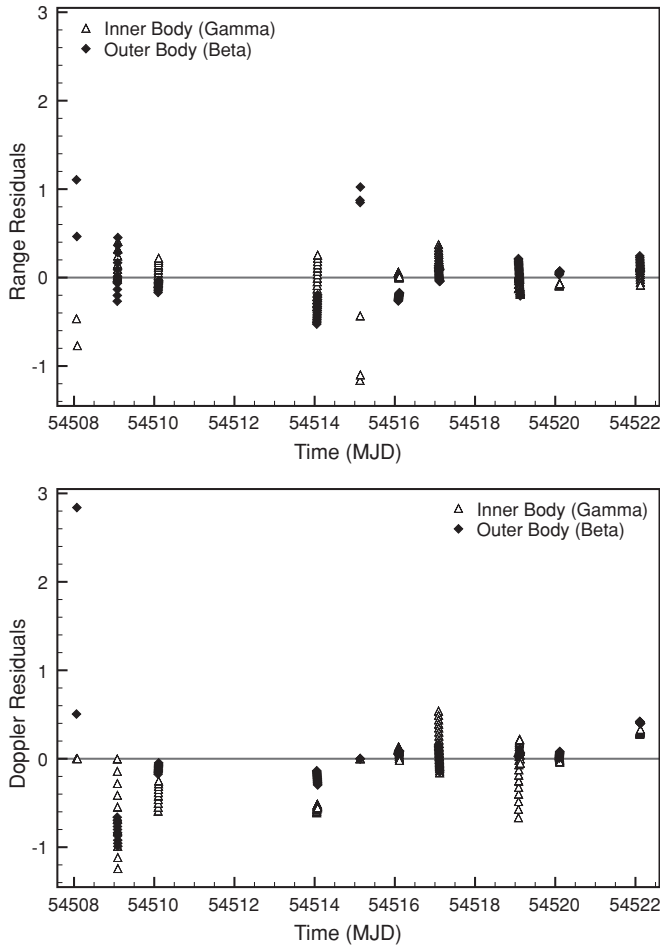 3
Inner Body (Gamma)
Outer Body (Beta)
2
1
0
-1
Range Residuals
54508 54510 54512 54514 54516 54518 54520 54522
Time (MJD)
3
Inner Body (Gamma)
Outer Body (Beta)
2
1
0
-1
Doppler Residuals
54508 54510 54512 54514 54516 54518 54520 54522
Time (MJD)